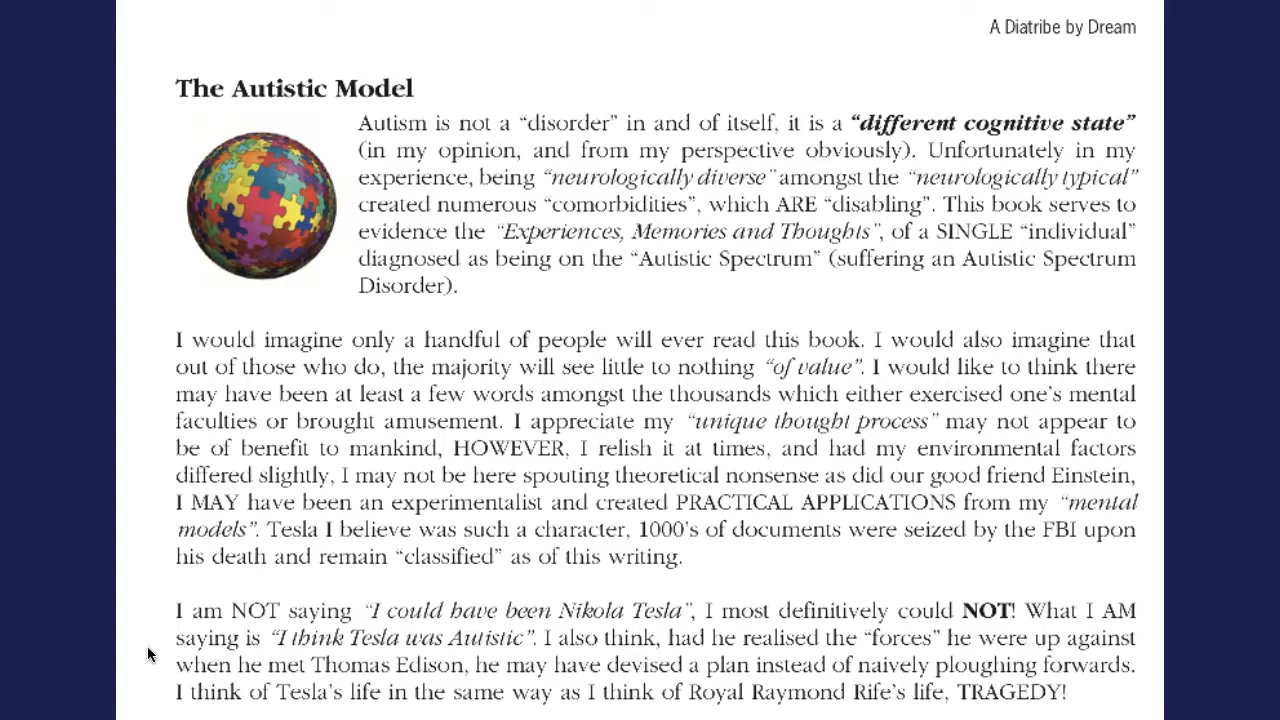 A Diatribe by Dream
The Autistic Model
Autism is not a “disorder” in and of itself, it is a “different cognitive state”
(in my opinion, and from my perspective obviously). Unfortunately in my
experience, being “neurologically diverse” amongst the “neurologically typical”
created numerous “comorbidities”, which ARE “disabling”. This book serves to
evidence the “Experiences, Memories and Thoughts”, of a SINGLE “individual”
diagnosed as being on the “Autistic Spectrum” (suffering an Autistic Spectrum
Disorder).
I would imagine only a handful of people will ever read this book. I would also imagine that
out of those who do, the majority will see little to nothing “of value”. I would like to think there
may have been at least a few words amongst the thousands which either exercised one’s mental
faculties or brought amusement. I appreciate my “unique thought process” may not appear to
be of benefit to mankind, HOWEVER, I relish it at times, and had my environmental factors
differed slightly, I may not be here spouting theoretical nonsense as did our good friend Einstein,
I MAY have been an experimentalist and created PRACTICAL APPLICATIONS from my “mental
models”. Tesla I believe was such a character, 1000’s of documents were seized by the FBI upon
his death and remain “classified” as of this writing.
I am NOT saying “I could have been Nikola Tesla”, I most definitively could NOT! What I AM
saying is “I think Tesla was Autistic”. I also think, had he realised the “forces” he were up against
when he met Thomas Edison, he may have devised a plan instead of naively ploughing forwards.
I think of Tesla’s life in the same way as I think of Royal Raymond Rife’s life, TRAGEDY!